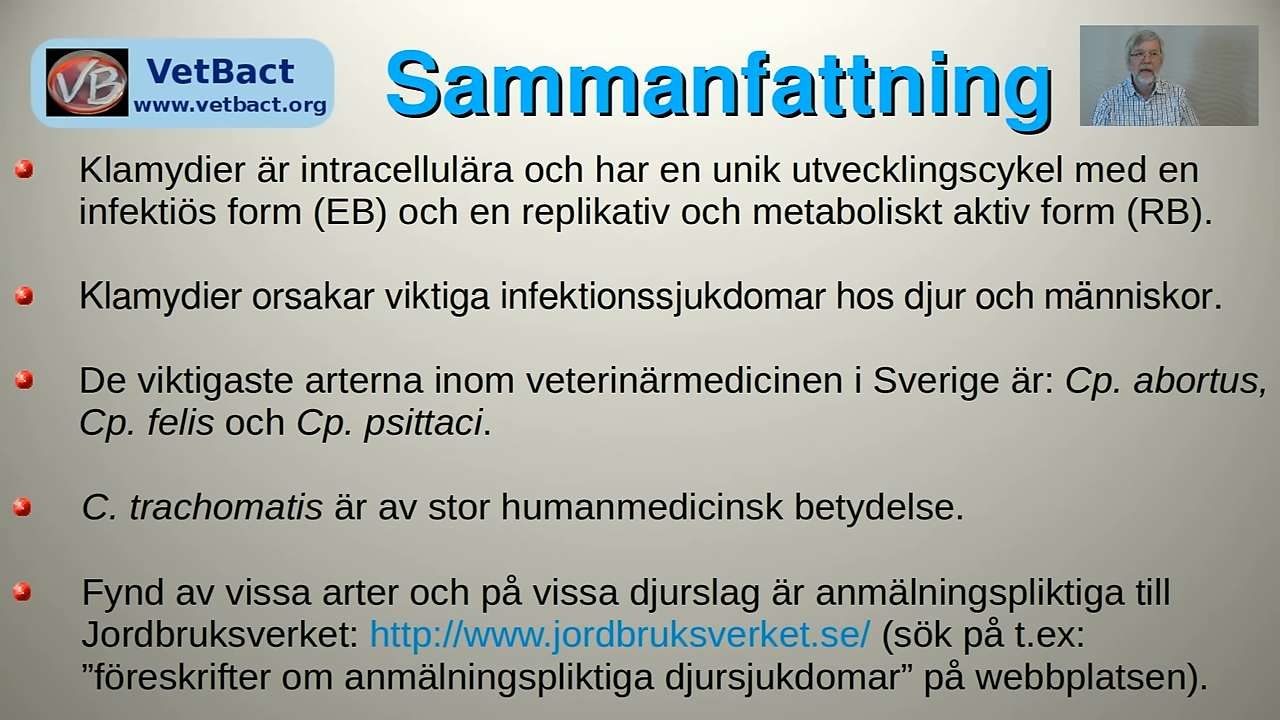 VB
VetBact
www.vetbact.org
Sammanfattning
Klamydier är intracellulära och har en unik utvecklingscykel med en
infektiös form (EB) och en replikativ och metaboliskt aktiv form (RB).
Klamydier orsakar viktiga infektionssjukdomar hos djur och människor.
De viktigaste arterna inom veterinärmedicinen i Sverige är: Cp. abortus,
Cp. felis och Cp. psittaci.
C. trachomatis är av stor humanmedicinsk betydelse.
Fynd av vissa arter och på vissa djurslag är anmälningspliktiga till
Jordbruksverket: http://www.jordbruksverket.se/ (sök på t.ex:
”föreskrifter om anmälningspliktiga djursjukdomar” på webbplatsen).